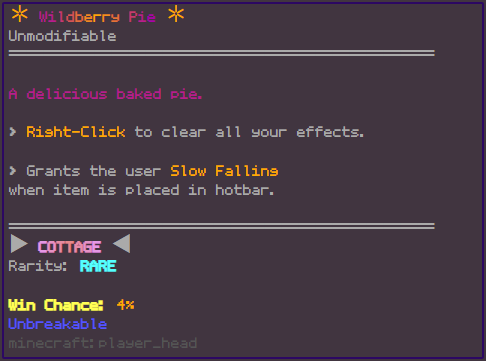 ✳ Wildberry Pie ✳
Unmodifiable
A delicious baked pie.
> Right-Click to clear all your effects.
> Grants the user Slow Falling
when item is placed in hotbar.
▶ COTTAGE ◀
Rarity: RARE
Win Chance: 4%
Unbreakable
minecraft:player_head